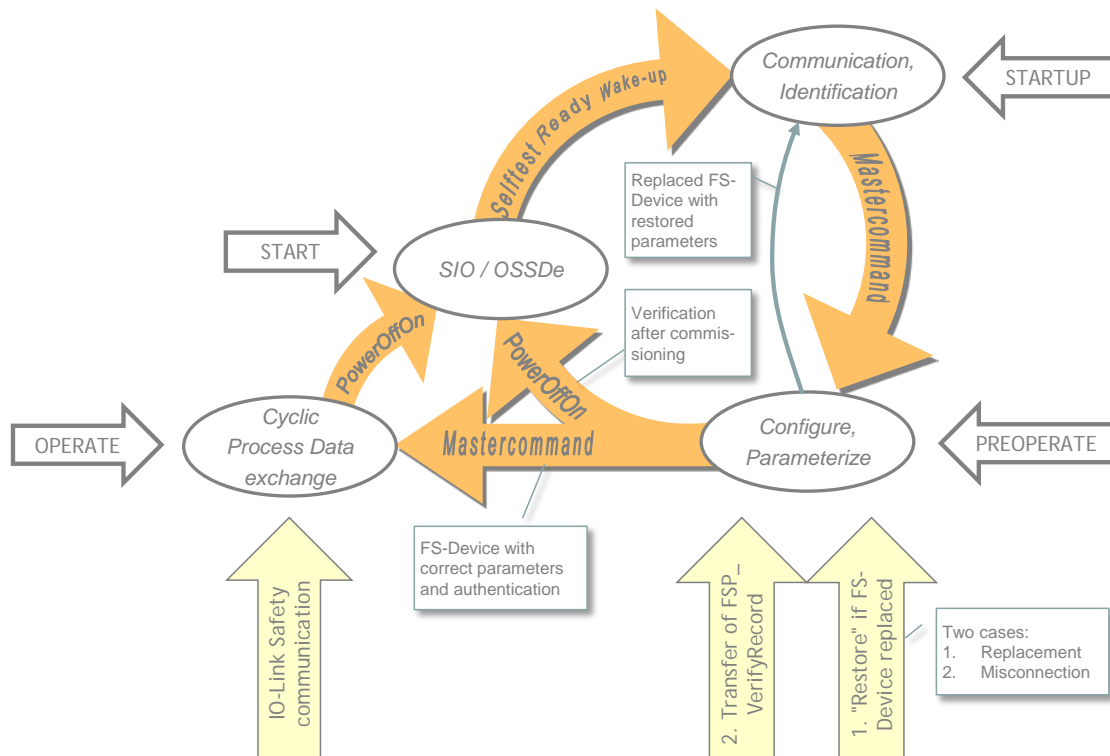 Communication,
Identification
STARTUP
Selftest Ready Wake-up
Mastercommand
Replaced FS-
Device with
restored
parameters
START
SIO / OSSDe
Verification
after commis-
sioning
PowerOffOn
PowerOffOn
OPERATE
Cyclic
Process Data
exchange
Mastercommand
Configure,
Parameterize
PREOPERATE
FS-Device with
correct parameters
and authentication
IO-Link Safety
communication
2. Transfer of FSP_
VerifyRecord
1. "Restore" if FS-
Device replaced
Two cases:
1. Replacement
2. Misconnection